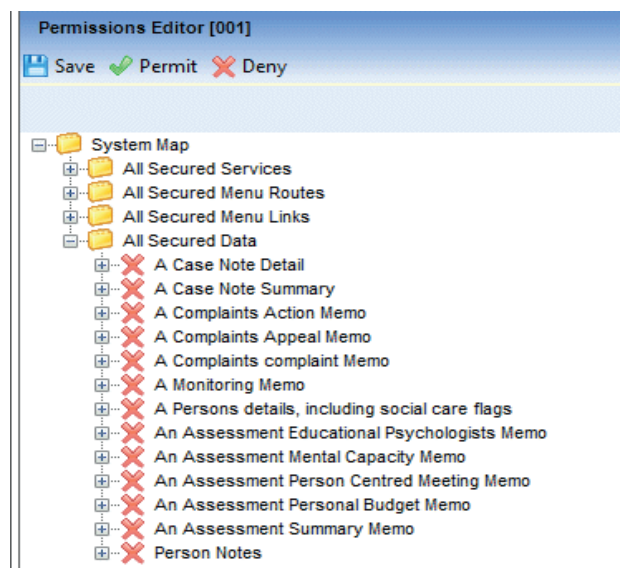 Permissions Editor [001]
Save Permit Deny
System Map
All Secured Services
All Secured Menu Routes
All Secured Menu Links
All Secured Data
A Case Note Detail
A Case Note Summary
A Complaints Action Memo
A Complaints Appeal Memo
A Complaints complaint Memo
A Monitoring Memo
A Persons details, including social care flags
An Assessment Educational Psychologists Memo
An Assessment Mental Capacity Memo
An Assessment Person Centred Meeting Memo
An Assessment Personal Budget Memo
An Assessment Summary Memo
Person Notes